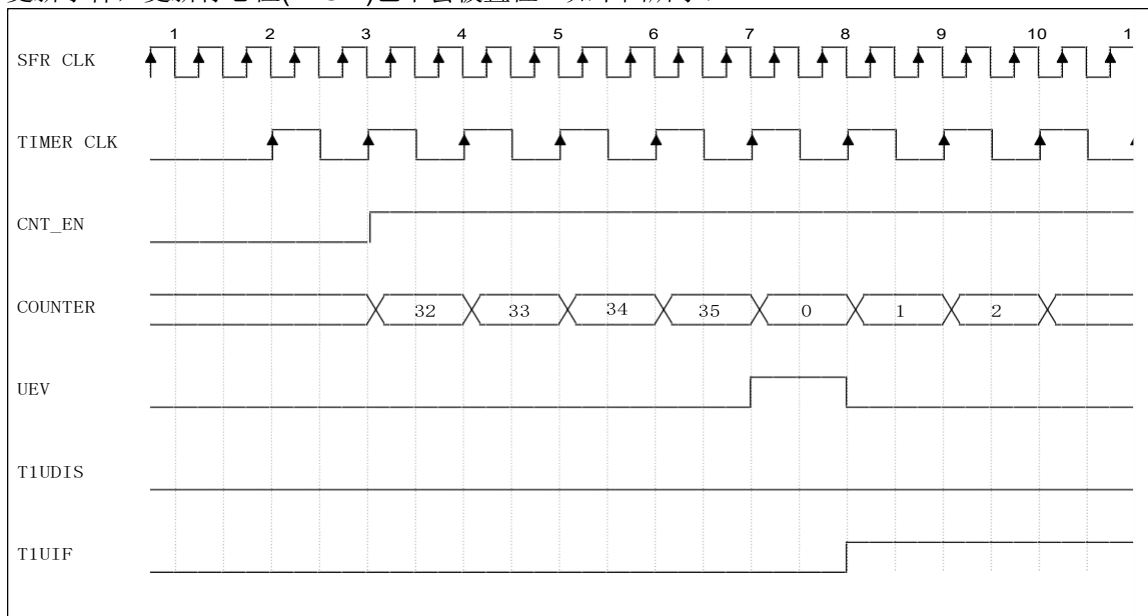 1 2 3 4 5 6 7 8 9 10 1
SFR CLK
TIMER CLK
CNT_EN
COUNTER 32 33 34 35 0 1 2
UEV
T1UDIS
T1UIF